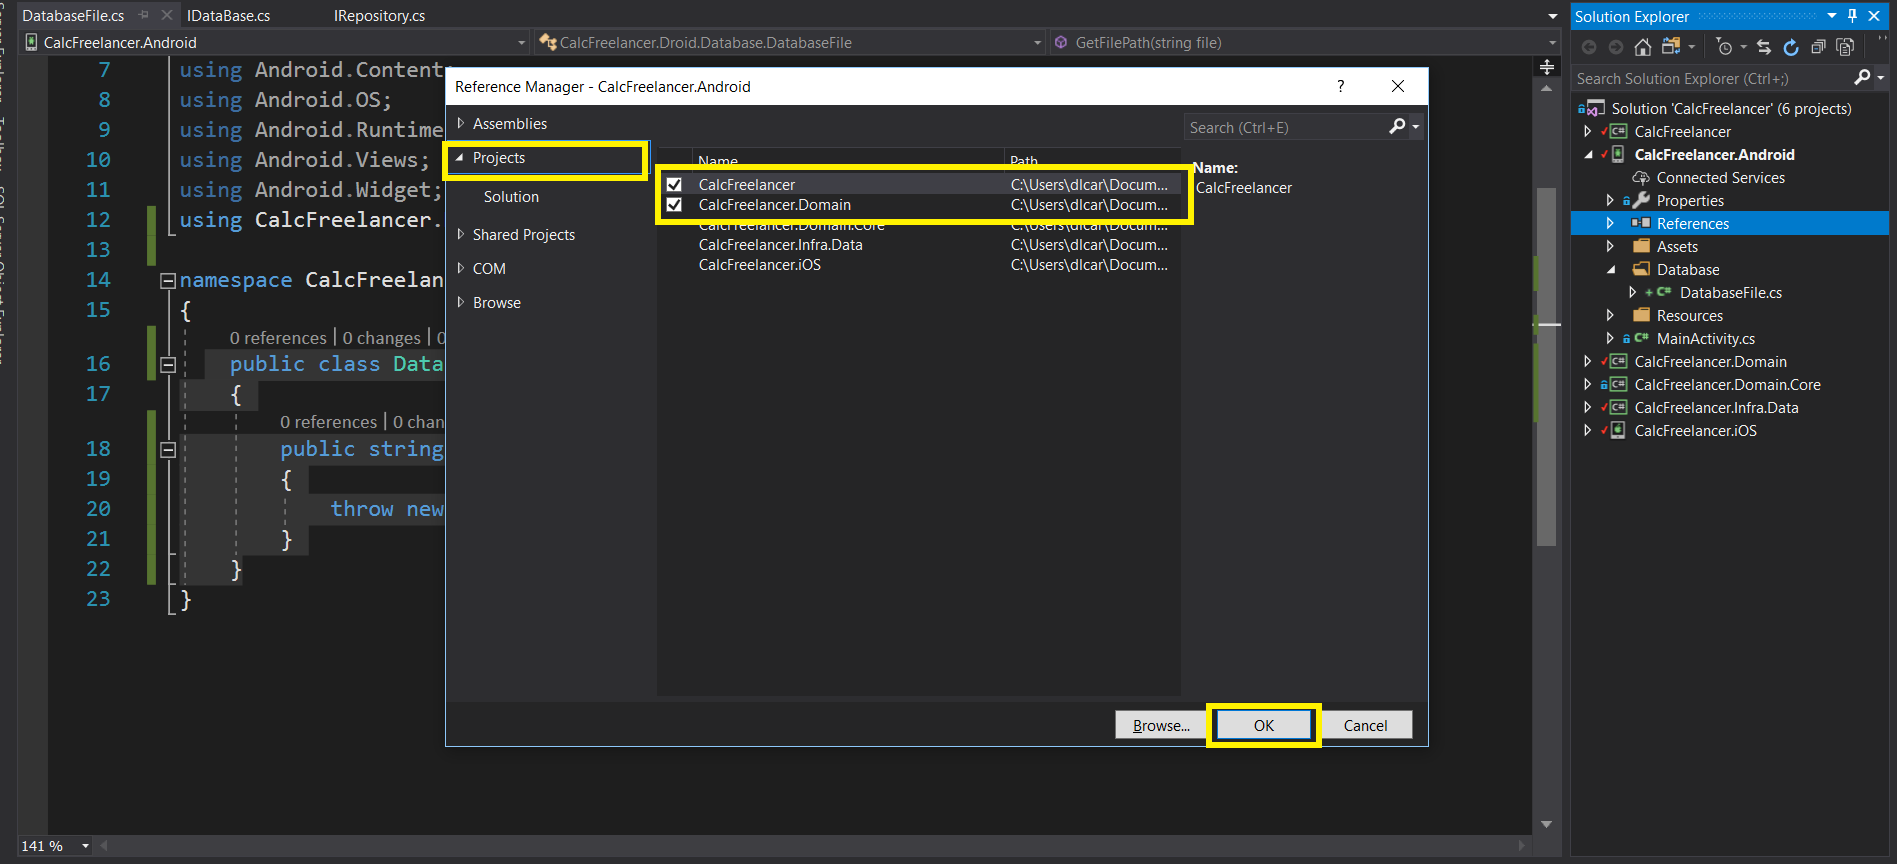 DatabaseFile.cs
IDataBase.cs
IRepository.cs
CalcFreelancer.Android
CalcFreelancer.Droid.Database.DatabaseFile
GetFilePath(string file)
7 using Android.Content;
8 using Android.OS;
9 using Android.Runtime
10 using Android.Views;
11 using Android.Widget;
12 using CalcFreelancer.
13
14 namespace CalcFreelan
15 {
0 references | 0 changes | 0
16 public class Data
17 {
0 references | 0 chan
18 public string
19 {
20 throw new
21 }
22 }
23 }
141 %
Reference Manager - CalcFreelancer.Android
?
Assemblies
Projects
Solution
Shared Projects
COM
Browse
Search (Ctrl+E)
Name Path
CalcFreelancer C:\Users\dlcar\Docum...
CalcFreelancer.Domain C:\Users\dlcar\Docum...
CalcFreelancer.Domain.Core C:\Users\dlcar\Docum...
CalcFreelancer.Infra.Data C:\Users\dlcar\Docum...
CalcFreelancer.iOS C:\Users\dlcar\Docum...
Name:
CalcFreelancer
Browse...
OK
Cancel
Solution Explorer
Search Solution Explorer (Ctrl+;)
Solution 'CalcFreelancer' (6 projects)
C# CalcFreelancer
CalcFreelancer.Android
Connected Services
Properties
References
Assets
Database
C# DatabaseFile.cs
Resources
C# MainActivity.cs
C# CalcFreelancer.Domain
C# CalcFreelancer.Domain.Core
C# CalcFreelancer.Infra.Data
CalcFreelancer.iOS